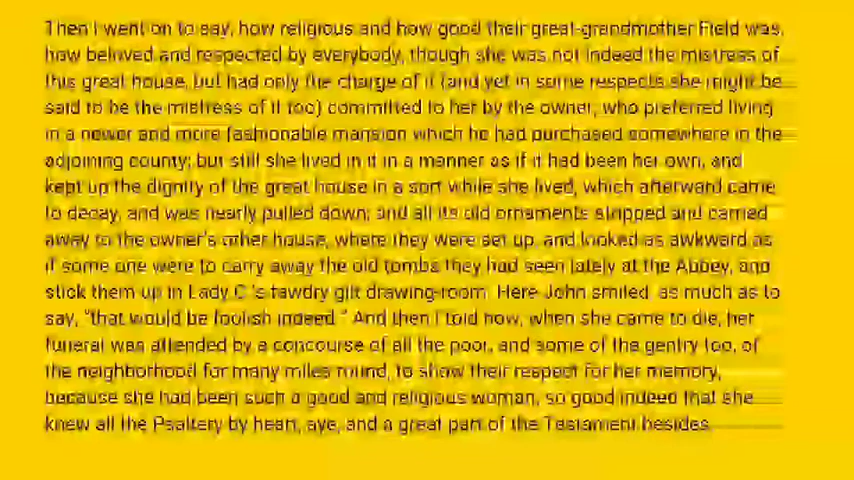 Then I went on to say, how religious and how good their great-grandmother Field was,
how beloved and respected by everybody, though she was not indeed the mistress of
this great house, but had only the charge of it (and yet in some respects she might be
said to be the mistress of it too) committed to her by the owner, who preferred living
in a newer and more fashionable mansion which he had purchased somewhere in the
adjoining county; but still she lived in it in a manner as if it had been her own, and
kept up the dignity of the great house in a sort while she lived, which afterward came
to decay, and was nearly pulled down; and all its old ornaments stripped and carried
away to the owner's other house, where they were set up, and looked as awkward as
if some one were to carry away the old tombs they had seen lately at the Abbey, and
stick them up in Lady C.'s tawdry gilt drawing-room. Here John smiled, as much as to
say, "that would be foolish indeed." And then I told how, when she came to die, her
funeral was attended by a concourse of all the poor, and some of the gentry too, of
the neighborhood for many miles round, to show their respect for her memory,
because she had been such a good and religious woman, so good indeed that she
knew all the Psaltery by heart, aye, and a great part of the Testament besides.